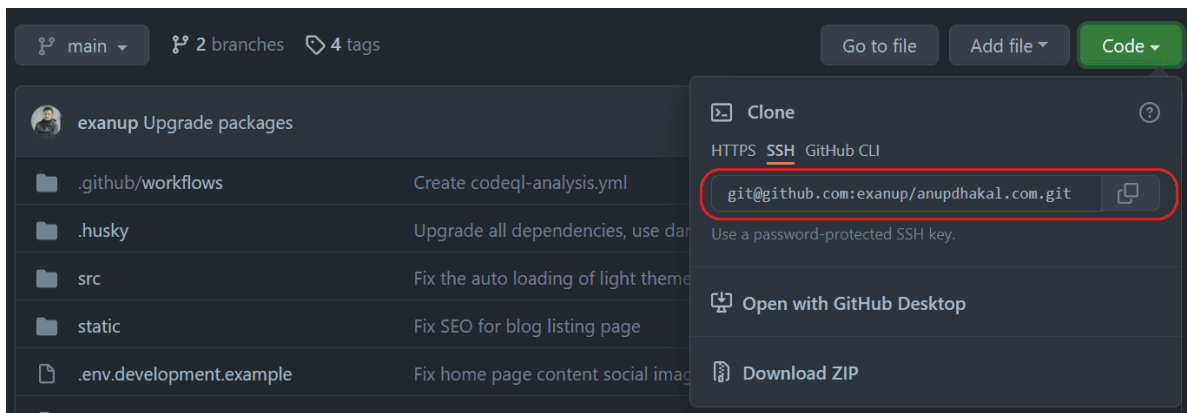 main 2 branches 4 tags Go to file Add file Code
exanup Upgrade packages
.github/workflows Create codeql-analysis.yml
.husky Upgrade all dependencies, use
src Fix the auto loading of light theme
static Fix SEO for blog listing page
.env.development.example Fix home page content social
Clone
HTTPS SSH GitHub CLI
git@github.com:exanup/anupdhakal.com.git
Use a password-protected SSH key.
Open with GitHub Desktop
Download ZIP